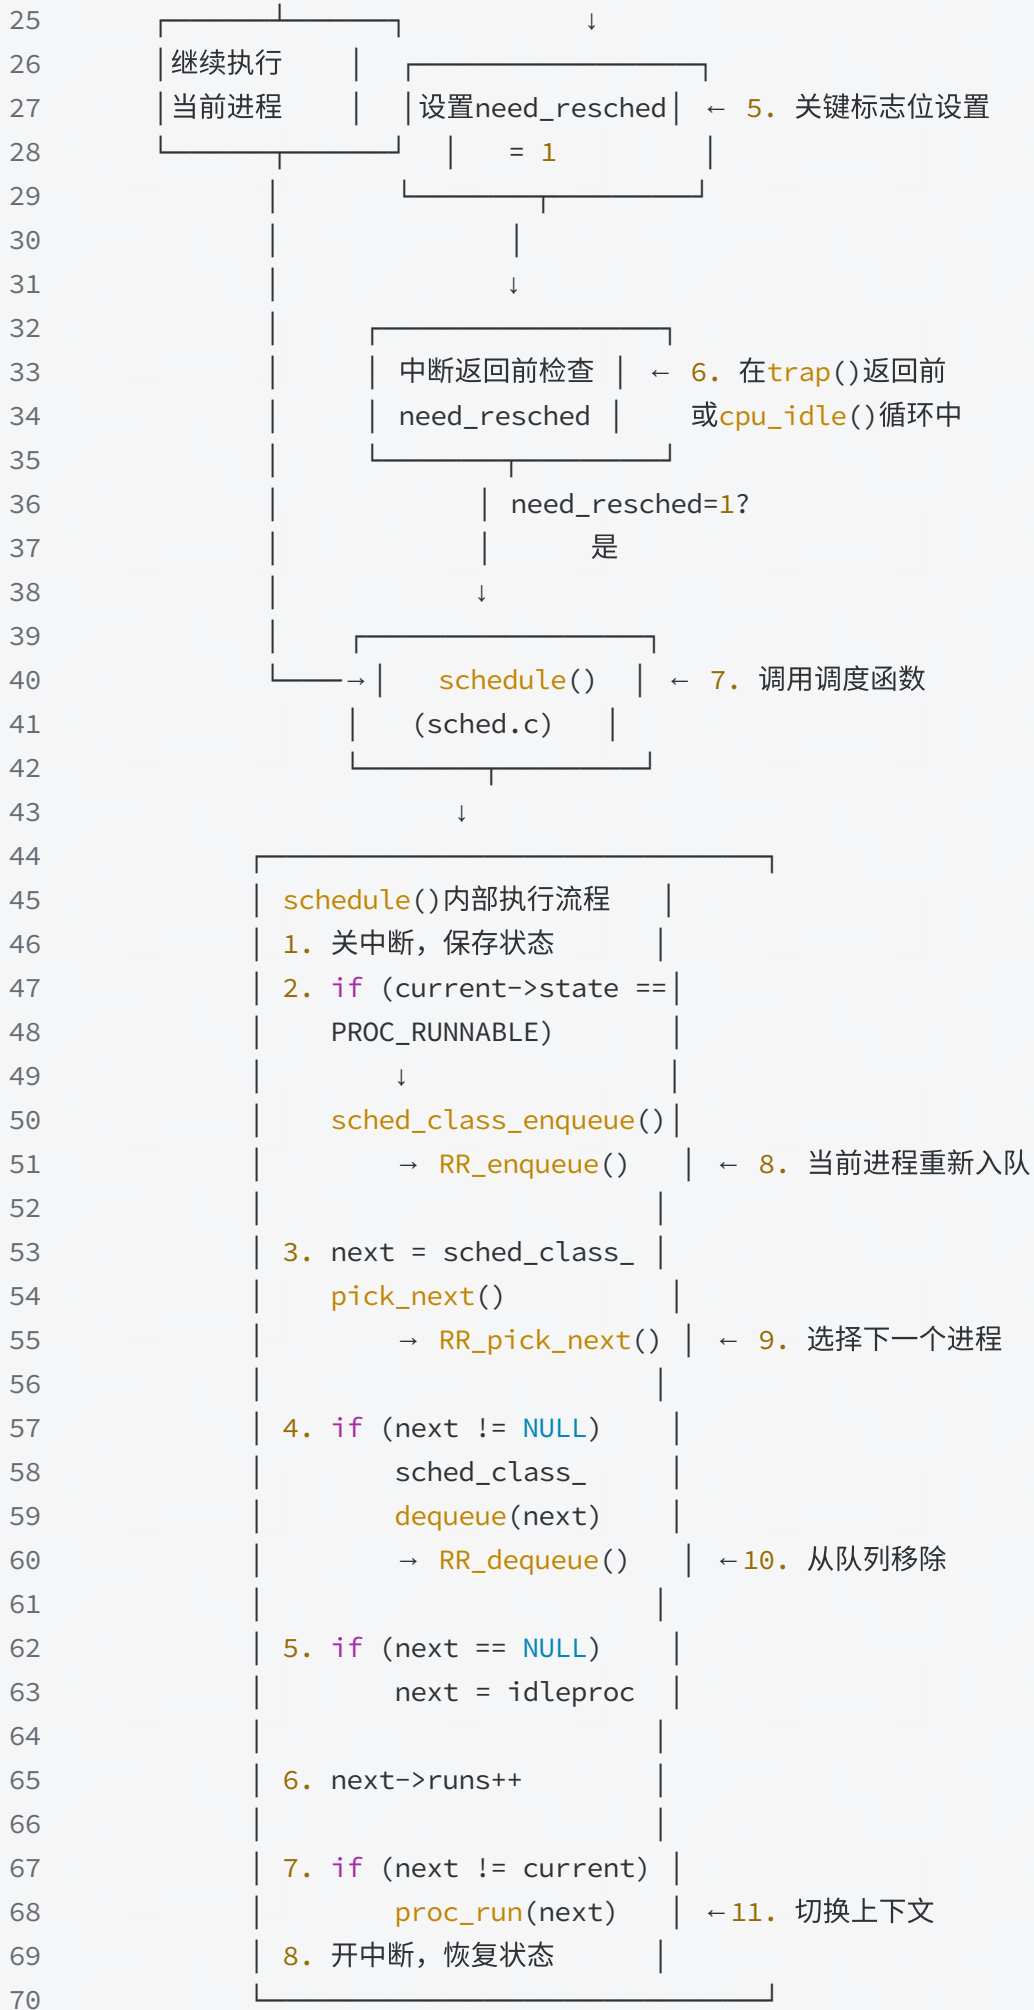 25 ┌───────┴───────┐ ↓
26 │继续执行 │ ┌──────────────────┐
27 │当前进程 │ │设置need_resched│ ← 5. 关键标志位设置
28 └───────┬───────┘ │ = 1 │
29 │ └────────┬─────────┘
30 │ │
31 │ ↓
32 │ ┌──────────────────┐
33 │ │ 中断返回前检查 │ ← 6. 在trap()返回前
34 │ │ need_resched │ 或cpu_idle()循环中
35 │ └────────┬─────────┘
36 │ │ need_resched=1?
37 │ │ 是
38 │ ↓
39 │ ┌──────────────────┐
40 └────→│ schedule() │ ← 7. 调用调度函数
41 │ (sched.c) │
42 └────────┬─────────┘
43 ↓
44 ┌────────────────────────────────┐
45 │ schedule()内部执行流程 │
46 │ 1. 关中断，保存状态 │
47 │ 2. if (current->state ==│
48 │ PROC_RUNNABLE) │
49 │ ↓ │
50 │ sched_class_enqueue()│
51 │ → RR_enqueue() │ ← 8. 当前进程重新入队
52 │ │
53 │ 3. next = sched_class_ │
54 │ pick_next() │
55 │ → RR_pick_next() │ ← 9. 选择下一个进程
56 │ │
57 │ 4. if (next != NULL) │
58 │ sched_class_ │
59 │ dequeue(next) │
60 │ → RR_dequeue() │ ←10. 从队列移除
61 │ │
62 │ 5. if (next == NULL) │
63 │ next = idleproc │
64 │ │
65 │ 6. next->runs++ │
66 │ │
67 │ 7. if (next != current) │
68 │ proc_run(next) │ ←11. 切换上下文
69 │ 8. 开中断，恢复状态 │
70 └────────────────────────────────┘